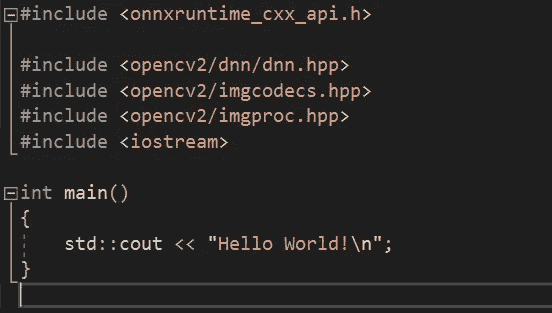 #include <onnxruntime_cxx_api.h>
#include <opencv2/dnn/dnn.hpp>
#include <opencv2/imgcodecs.hpp>
#include <opencv2/imgproc.hpp>
#include <iostream>
int main()
{
    std::cout << "Hello World!\n";
}